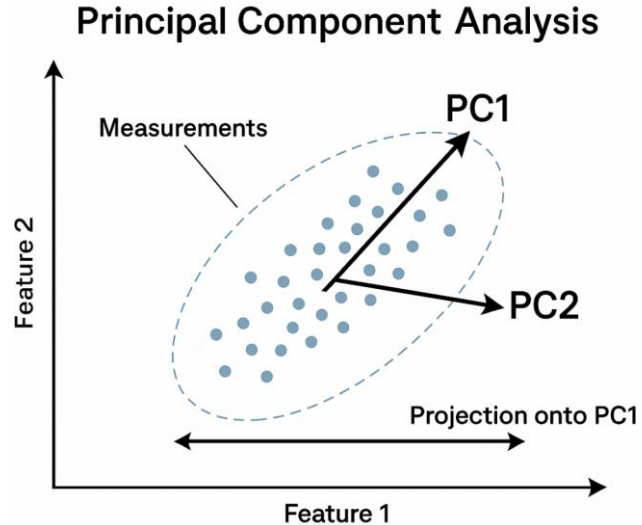 Principal Component Analysis
PC1
Measurements
Feature 2
PC2
Projection onto PC1
Feature 1